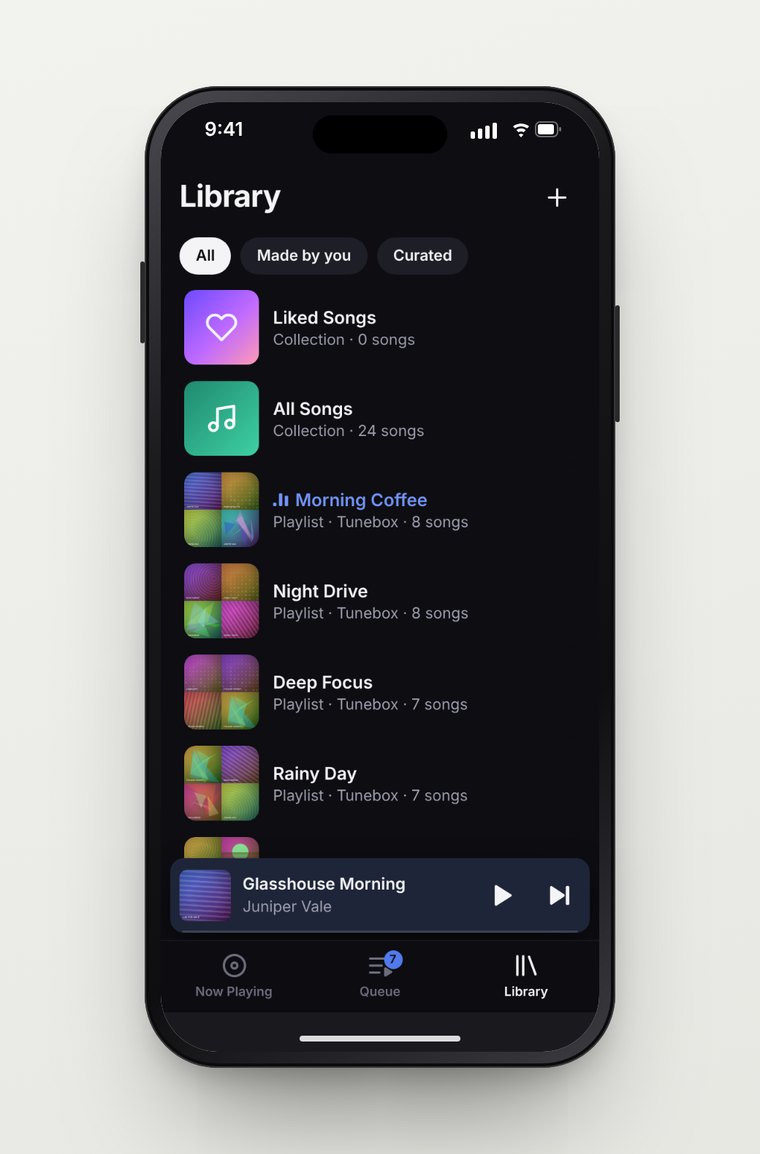 9:41
Library
All
Made by you
Curated
Liked Songs
Collection · 0 songs
All Songs
Collection · 24 songs
Morning Coffee
Playlist · Tunebox · 8 songs
Night Drive
Playlist · Tunebox · 8 songs
Deep Focus
Playlist · Tunebox · 7 songs
Rainy Day
Playlist · Tunebox · 7 songs
Glasshouse Morning
Juniper Vale
7
Now Playing
Queue
Library